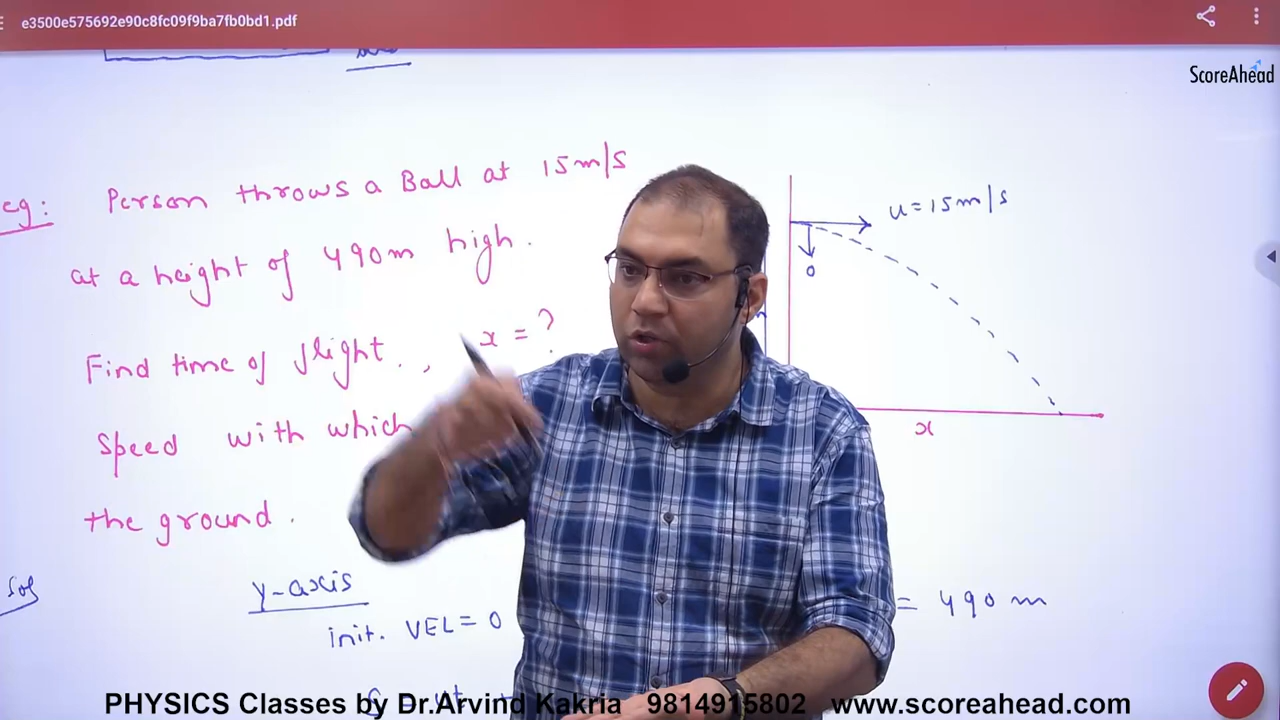 e3500e575692e90c8fc09f9ba7fb0bd1.pdf
ScoreAhead
eg: Person throws a Ball at 15m/s
at a height of 490m high.
Find time of flight., x = ?
Speed with which
the ground.
u=15m/s
0
x
Sol
y-axis
init. VEL = 0
= 490 m
PHYSICS Classes by Dr.Arvind Kakria 9814915802 www.scoreahead.com